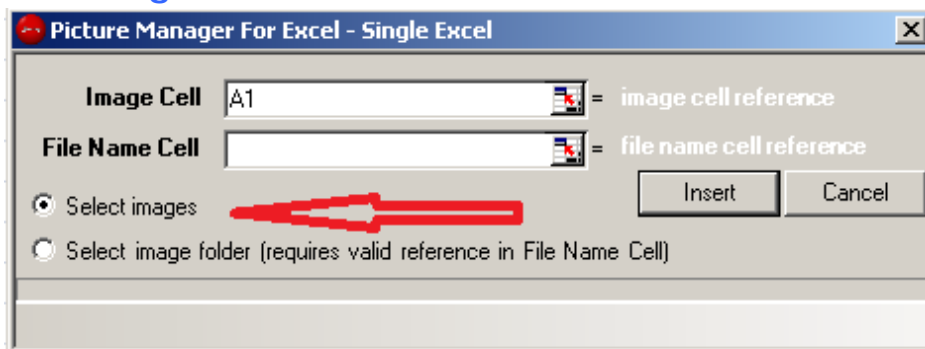 Picture Manager For Excel - Single Excel
Image Cell A1 = image cell reference
File Name Cell = file name cell reference
Insert Cancel
Select images
Select image folder (requires valid reference in File Name Cell)